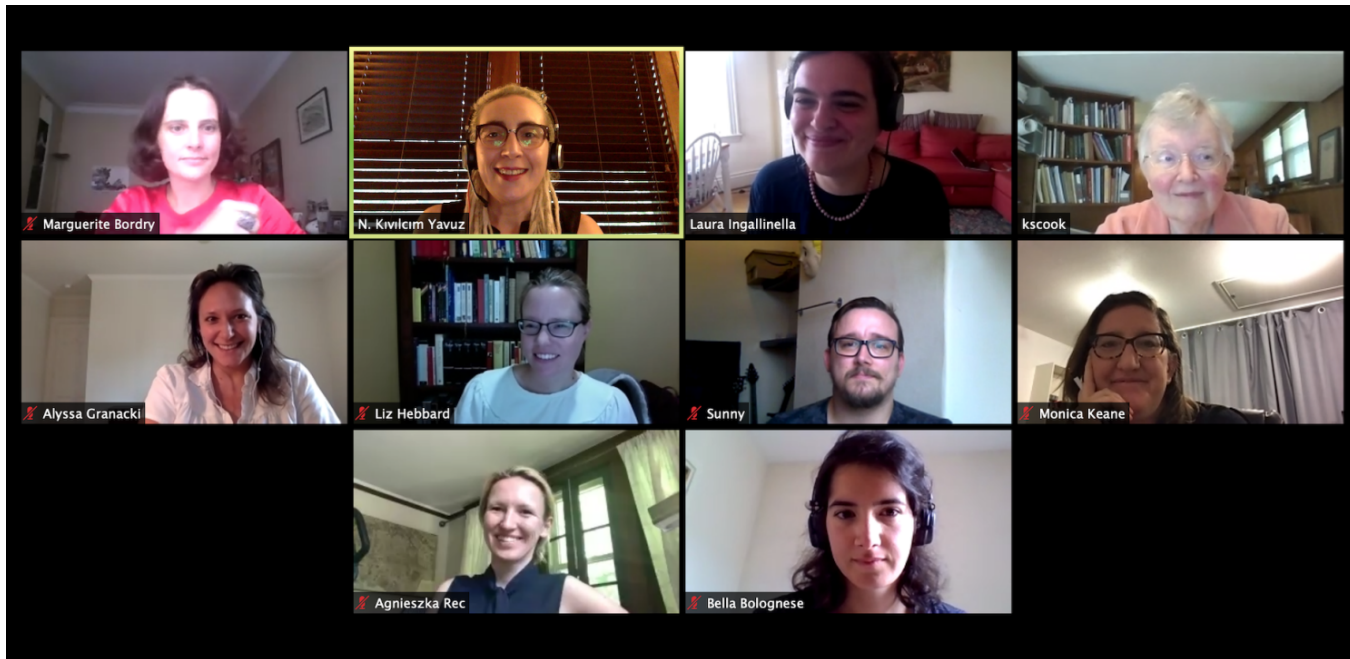 Marguerite Bordry
N. Kıvılcım Yavuz
Laura Ingallinella
kscook
Alyssa Granacki
Liz Hebbard
Sunny
Monica Keane
Agnieszka Rec
Bella Bolognese